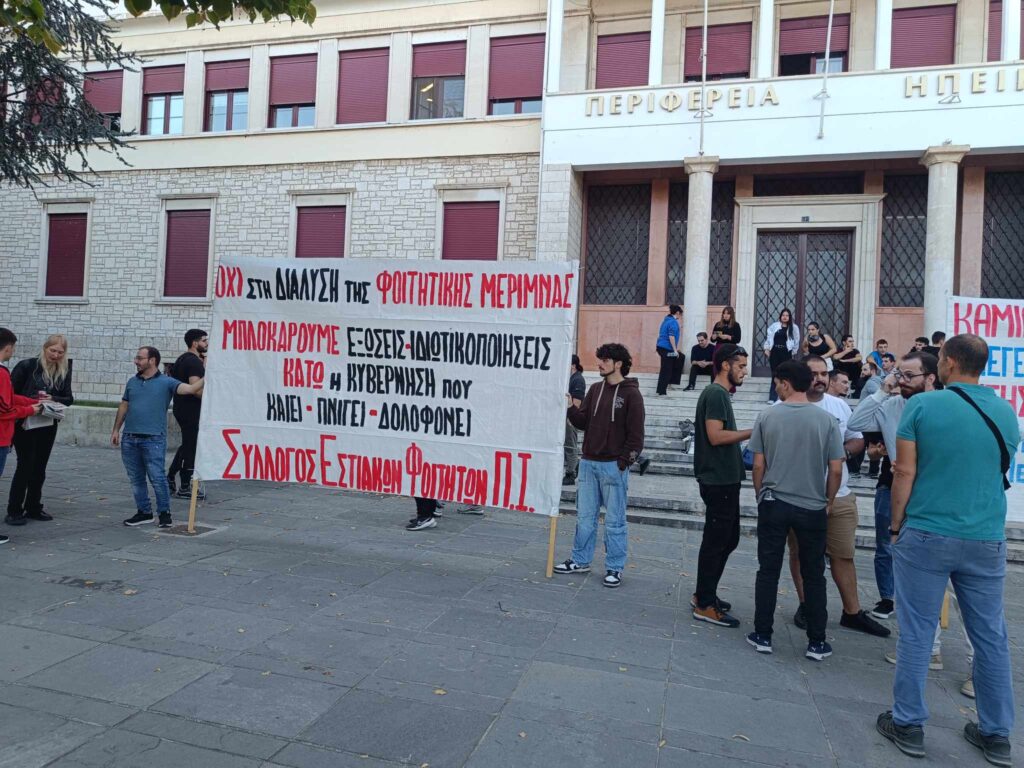 ΠΕΡΙΦΕΡΕΙΑ ΗΠΕΙ
ΟΧΙ ΣΤΗ ΔΙΑΛΥΣΗ ΤΗΣ ΦΟΙΤΗΤΙΚΗΣ ΜΕΡΙΜΝΑΣ
ΜΠΛΟΚΑΡΟΥΜΕ ΕΞΩΣΕΙΣ-ΙΔΙΩΤΙΚΟΠΟΙΗΣΕΙΣ
ΚΑΤΩ Η ΚΥΒΕΡΝΗΣΗ ΠΟΥ
ΚΑΙΕΙ - ΠΝΙΓΕΙ - ΔΟΛΟΦΟΝΕΙ
ΣΥΛΛΟΓΟΣ ΕΣΤΙΑΚΩΝ ΦΟΙΤΗΤΩΝ Π.Ι.
ΚΑΜΙ